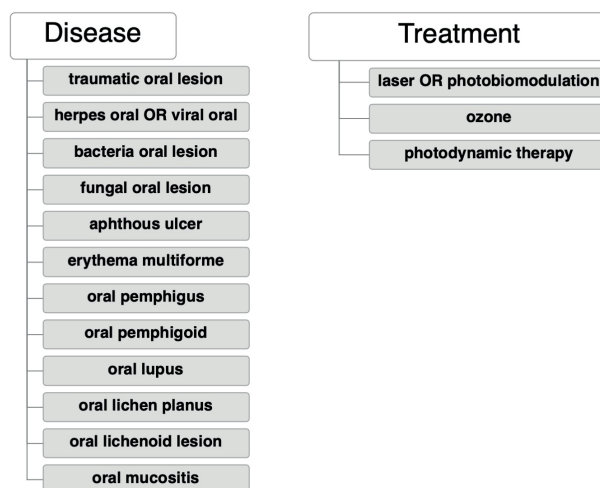 Disease
traumatic oral lesion
herpes oral OR viral oral
bacteria oral lesion
fungal oral lesion
aphthous ulcer
erythema multiforme
oral pemphigus
oral pemphigoid
oral lupus
oral lichen planus
oral lichenoid lesion
oral mucositis
Treatment
laser OR photobiomodulation
ozone
photodynamic therapy